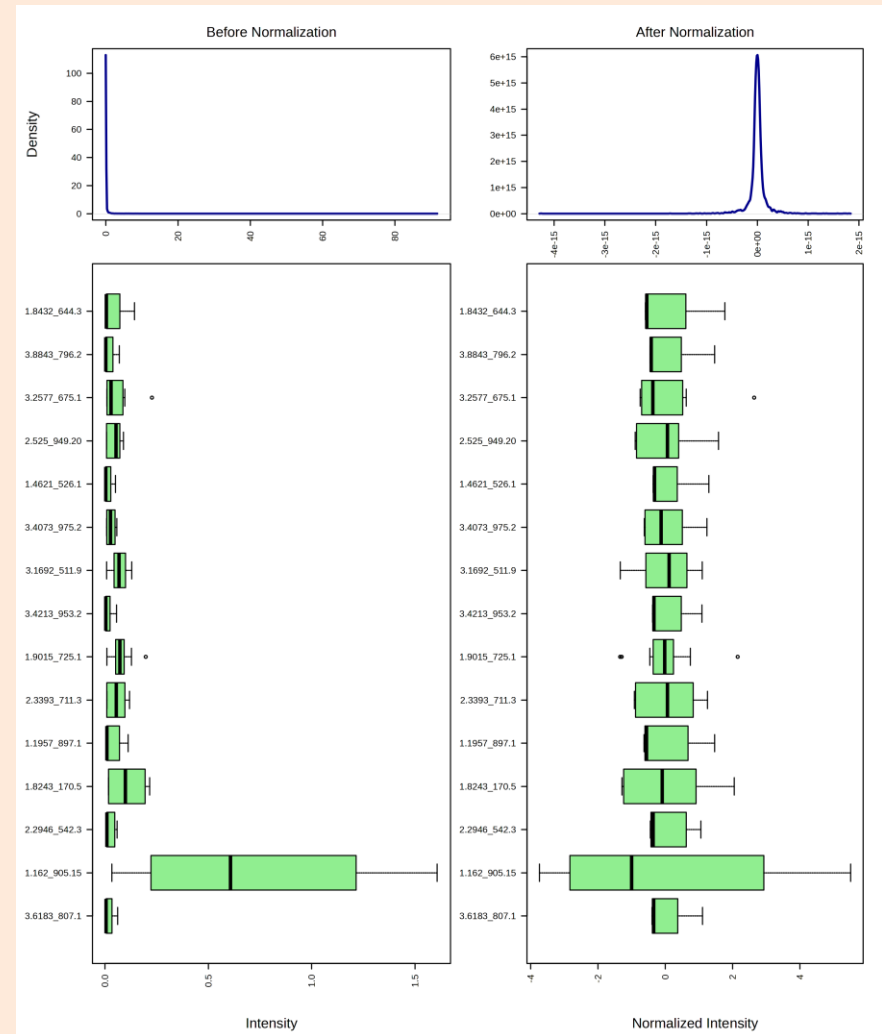 Before Normalization
After Normalization
Density
100
80
60
40
20
0
0
20
40
60
80
6e+15
5e+15
4e+15
3e+15
2e+15
1e+15
0e+00
-4e-15
-3e-15
-2e-15
-1e-15
0e+00
1e-15
2e-15
1.8432_644.3
3.8843_796.2
3.2577_675.1
2.525_949.20
1.4621_526.1
3.4073_975.2
3.1692_511.9
3.4213_953.2
1.9015_725.1
2.3393_711.3
1.1957_897.1
1.8243_170.5
2.2946_542.3
1.162_905.15
3.6183_807.1
0.0
0.5
1.0
1.5
Intensity
1.8432_644.3
3.8843_796.2
3.2577_675.1
2.525_949.20
1.4621_526.1
3.4073_975.2
3.1692_511.9
3.4213_953.2
1.9015_725.1
2.3393_711.3
1.1957_897.1
1.8243_170.5
2.2946_542.3
1.162_905.15
3.6183_807.1
-4
-2
0
2
4
Normalized Intensity